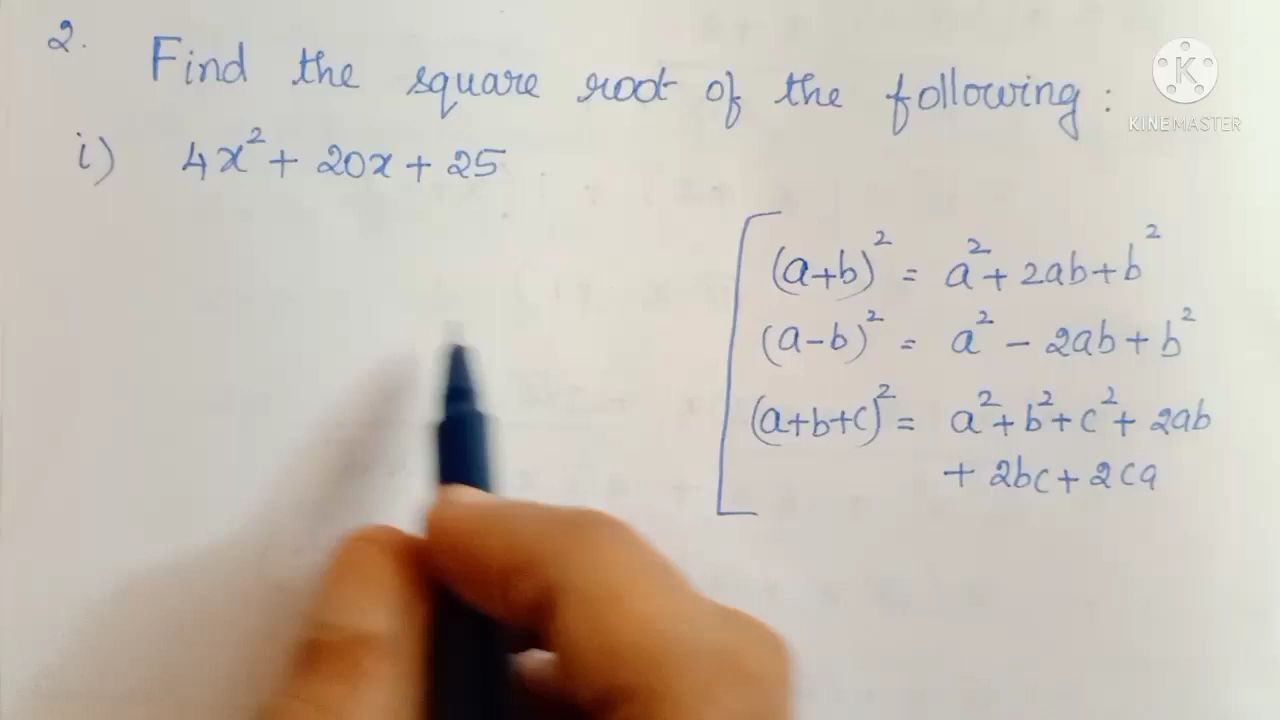 2. Find the square root of the following :
i) 4x² + 20x + 25
(a+b)² = a² + 2ab + b²
(a-b)² = a² - 2ab + b²
(a+b+c)² = a² + b² + c² + 2ab
+ 2bc + 2ca
K
KINEMASTER